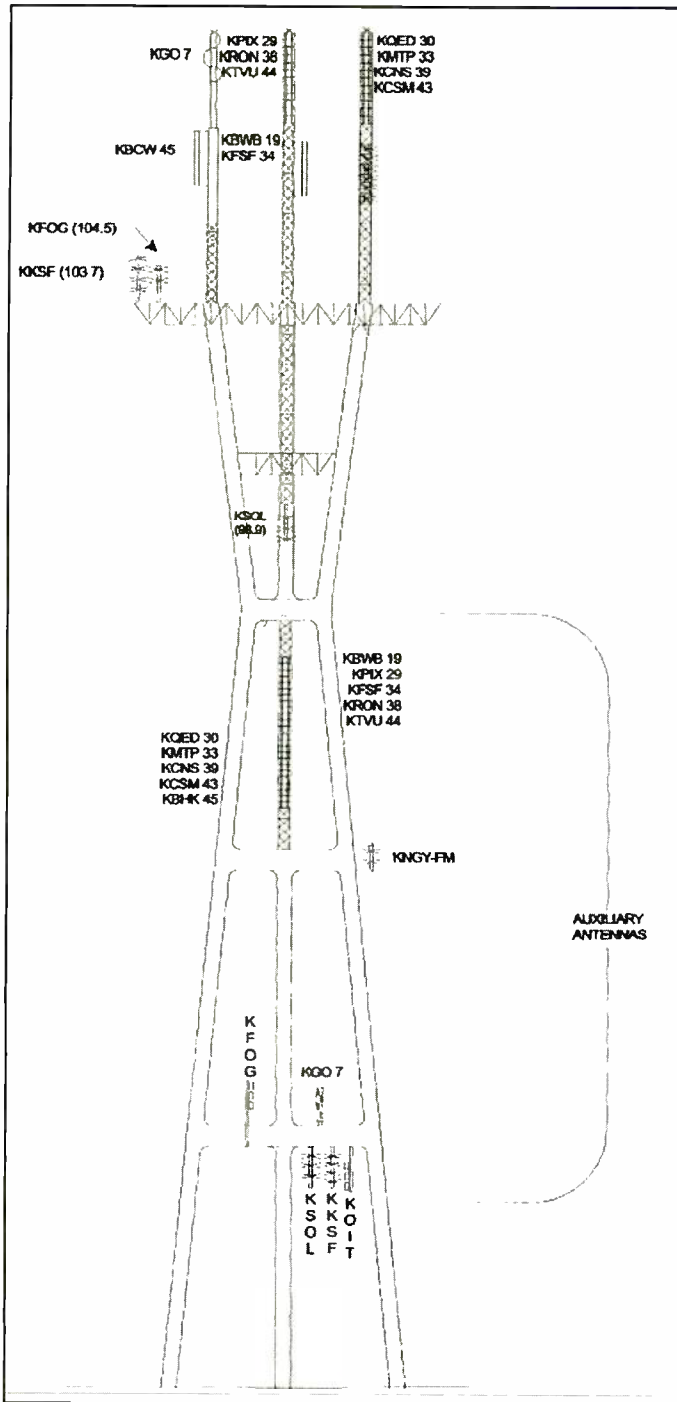 KGO 7
KPIX 29
KRON 38
KTVU 44
KQED 30
KMTP 33
KCNS 39
KCSM 43
KBCW 45
KBWB 19
KFSF 34
KFOG (104.5)
KKSF (103 7)
KSOL
(98.9)
KBWB 19
KPIX 29
KFSF 34
KRON 38
KTVU 44
KQED 30
KMTP 33
KCNS 39
KCSM 43
KBHK 45
KNGY-FM
AUXILIARY
ANTENNAS
KFOG
KGO 7
KSOL
KKSF
KOIT